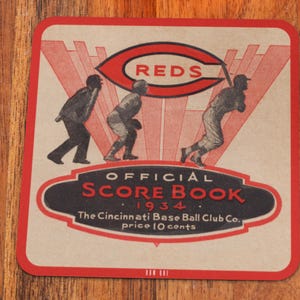 REDS
OFFICIAL
SCORE BOOK
1934
The Cincinnati Base Ball Club Co.
price 10 cents